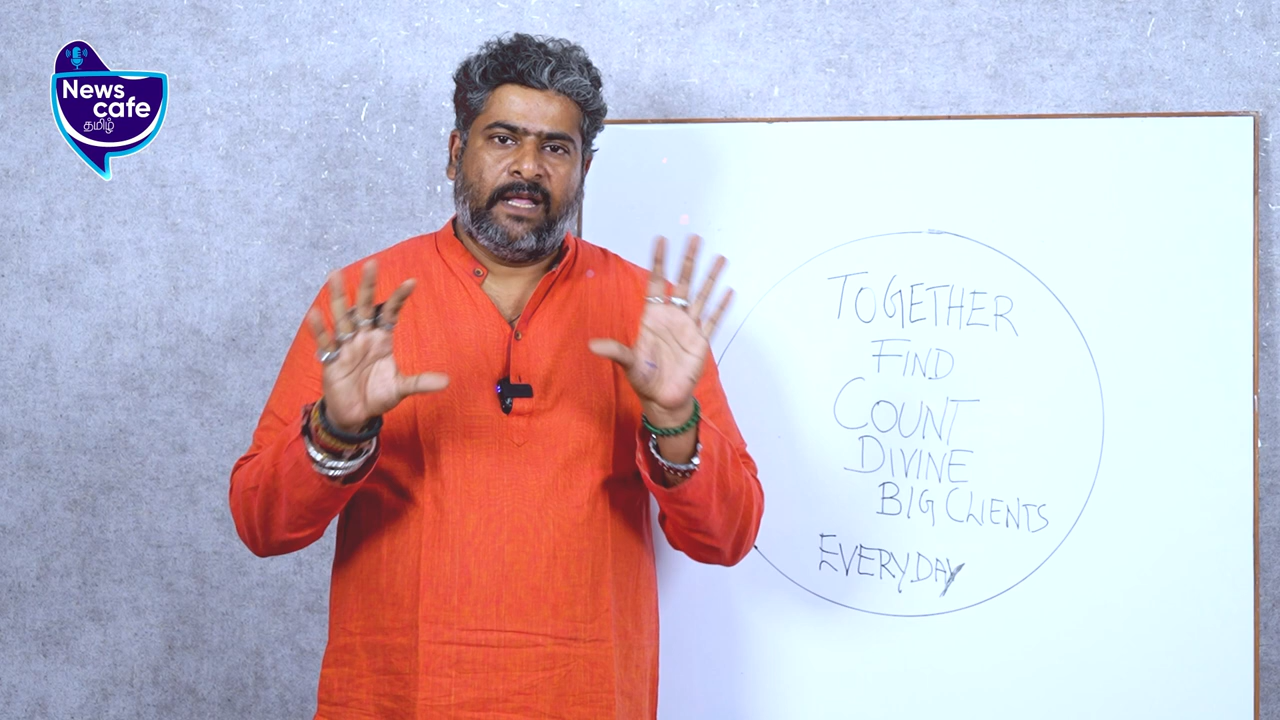 News
cafe
தமிழ்
TOGETHER
FIND
COUNT
DIVINE
BIG CLIENTS
EVERYDAY